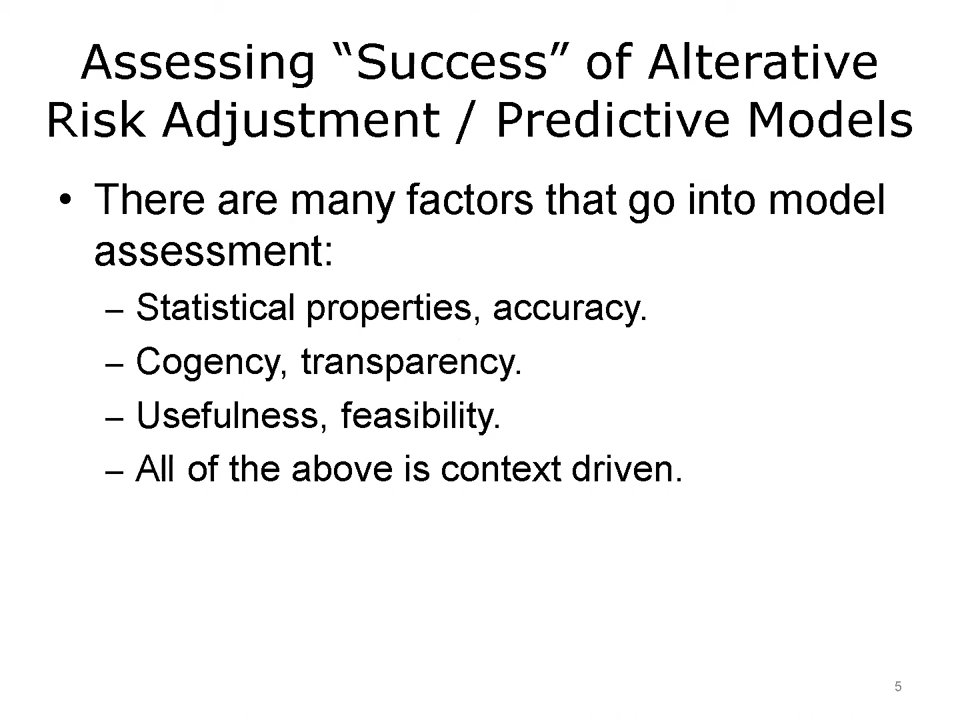 Assessing “Success” of Alterative
Risk Adjustment / Predictive Models
• There are many factors that go into model
assessment:
– Statistical properties, accuracy.
– Cogency, transparency.
– Usefulness, feasibility.
– All of the above is context driven.
5